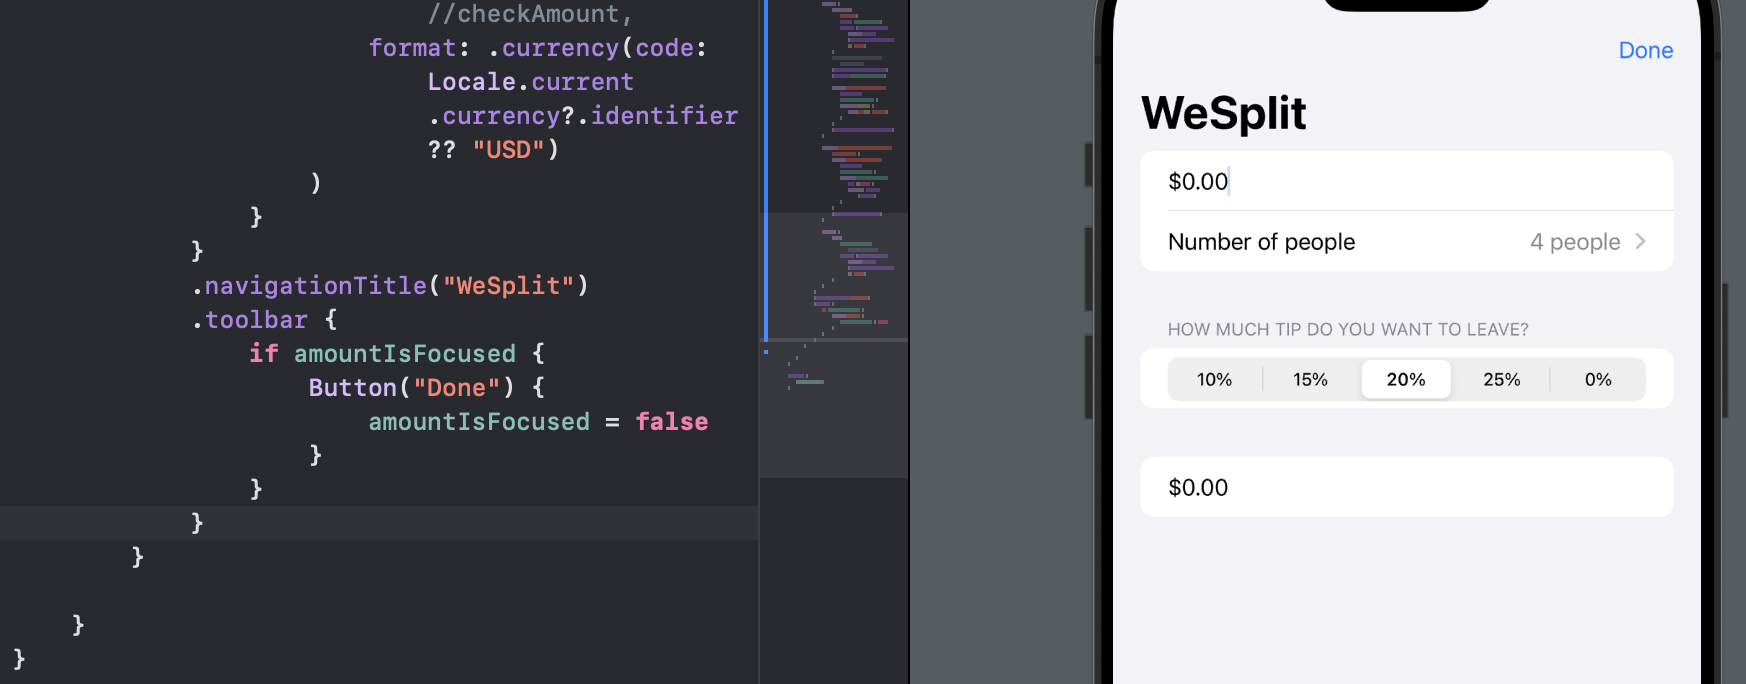 //checkAmount,
format: .currency(code:
Locale.current
.currency?.identifier
?? "USD")
)
}
}
.navigationTitle("WeSplit")
.toolbar {
if amountIsFocused {
Button("Done") {
amountIsFocused = false
}
}
}
}
}
}
Done
WeSplit
$0.00
Number of people 4 people
HOW MUCH TIP DO YOU WANT TO LEAVE?
10% 15% 20% 25% 0%
$0.00